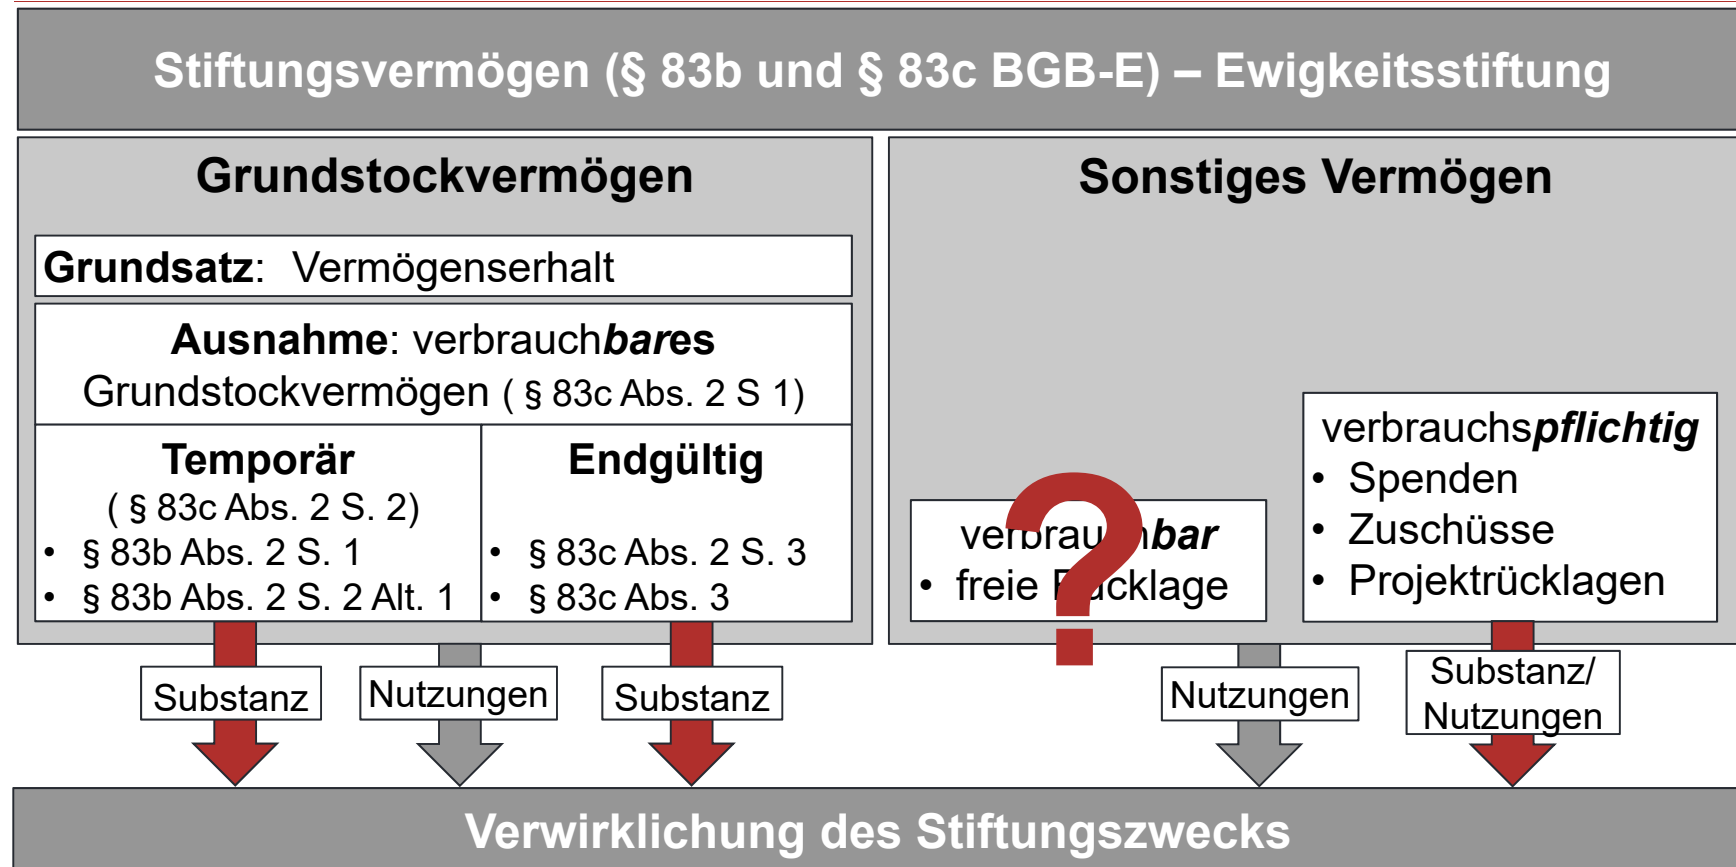 Stiftungsvermögen (§ 83b und § 83c BGB-E) – Ewigkeitsstiftung
Grundstockvermögen
Grundsatz: Vermögenserhalt
Ausnahme: verbrauchbares
Grundstockvermögen ( § 83c Abs. 2 S 1)
Temporär
( § 83c Abs. 2 S. 2)
• § 83b Abs. 2 S. 1
• § 83b Abs. 2 S. 2 Alt. 1
Endgültig
• § 83c Abs. 2 S. 3
• § 83c Abs. 3
Sonstiges Vermögen
verbrauchbar
• freie Rücklage
?
verbrauchspflichtig
• Spenden
• Zuschüsse
• Projektrücklagen
Substanz
Nutzungen
Substanz
Nutzungen
Substanz/
Nutzungen
Verwirklichung des Stiftungszwecks